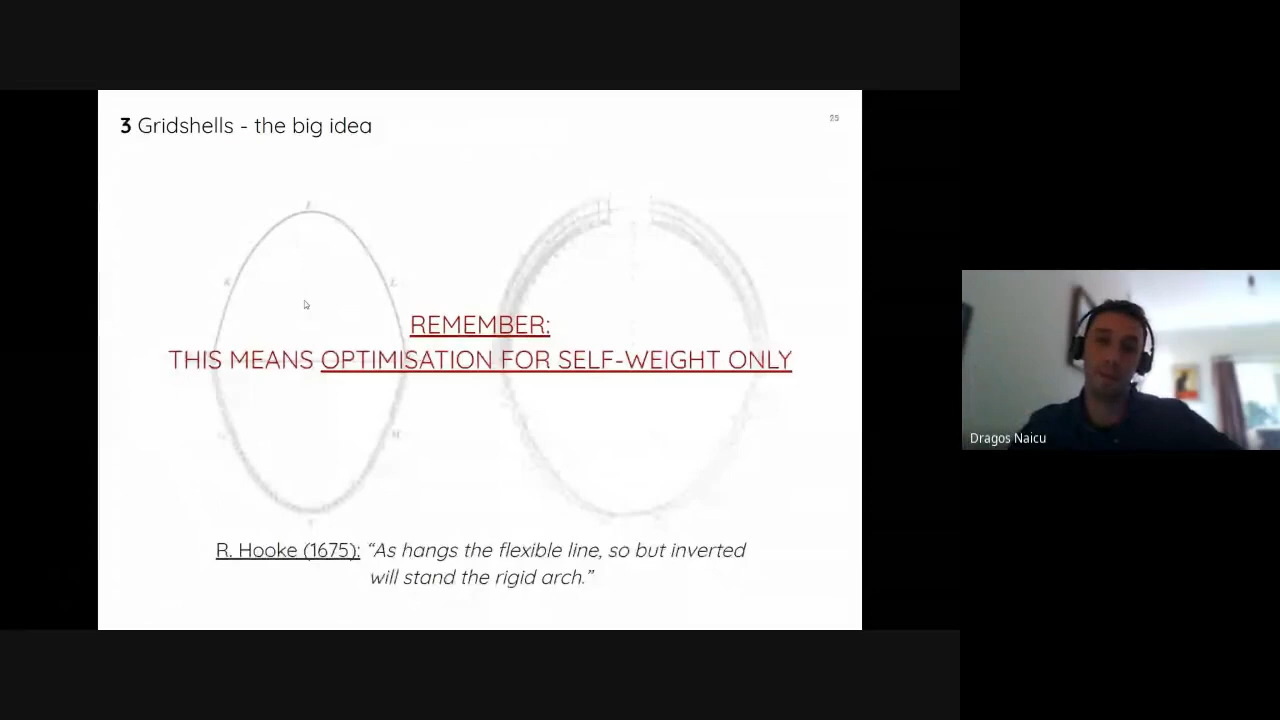 3 Gridshells - the big idea
25
REMEMBER:
THIS MEANS OPTIMISATION FOR SELF-WEIGHT ONLY
R. Hooke (1675): “As hangs the flexible line, so but inverted
will stand the rigid arch.”
Dragos Naicu